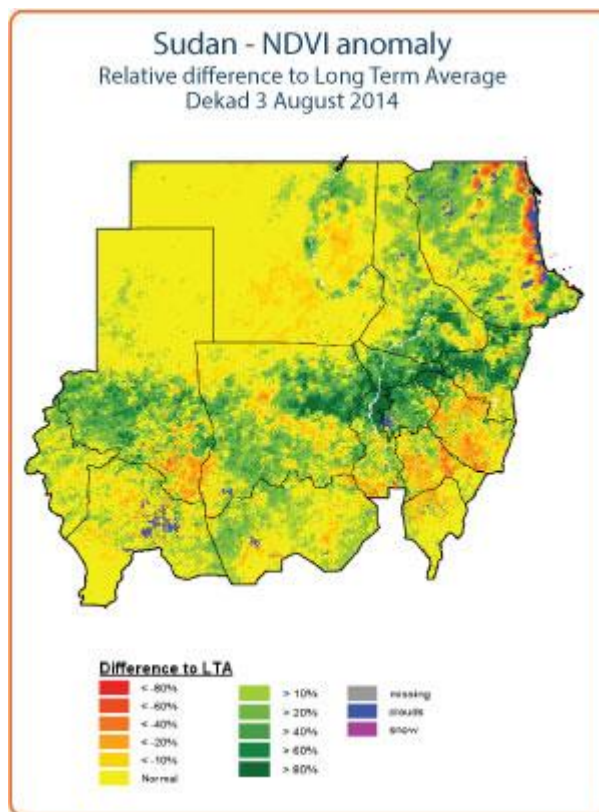 Sudan - NDVI anomaly
Relative difference to Long Term Average
Dekad 3 August 2014
Difference to LTA
< -80%
< -60%
< -40%
< -20%
< -10%
Normal
> 10%
> 20%
> 40%
> 60%
> 80%
missing
clouds
snow